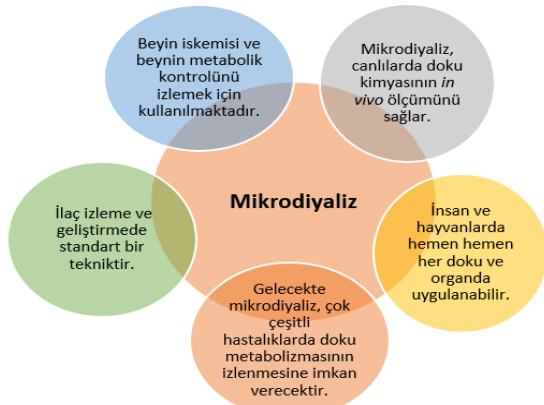 Beyin iskemisi ve
beynin metabolik
kontrolünü
izlemek için
kullanılmaktadır.
Mikrodiyaliz,
canlılarda doku
kimyasının in
vivo ölçümünü
sağlar.
Mikrodiyaliz
İlaç izleme ve
geliştirmede
standart bir
tekniktir.
İnsan ve
hayvanlarda
hemen hemen
her doku ve
organda
uygulanabilir.
Gelecekte
mikrodiyaliz, çok
çeşitli
hastalıklarda doku
metabolizmasının
izlenmesine imkan
verecektir.